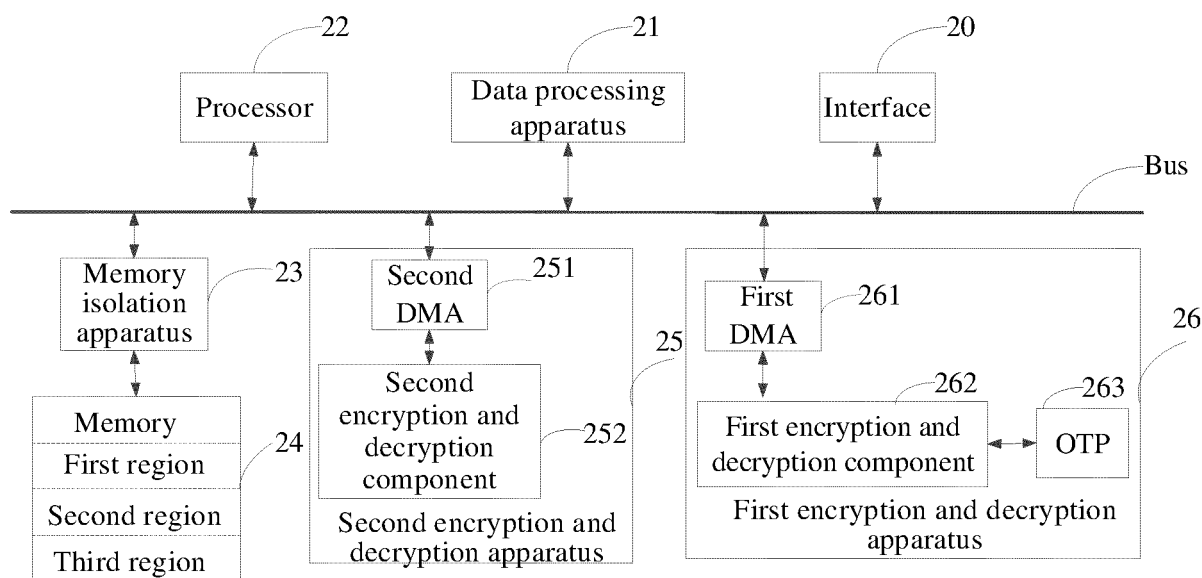 22
21
20
Processor
Data processing
apparatus
Interface
Bus
Memory
isolation
apparatus
23
Second
DMA
251
First
DMA
261
25
26
Second
encryption and
decryption
component
252
262
263
First encryption and
decryption component
OTP
Memory
First region
24
Second region
Third region
Second encryption and
decryption apparatus
First encryption and decryption
apparatus